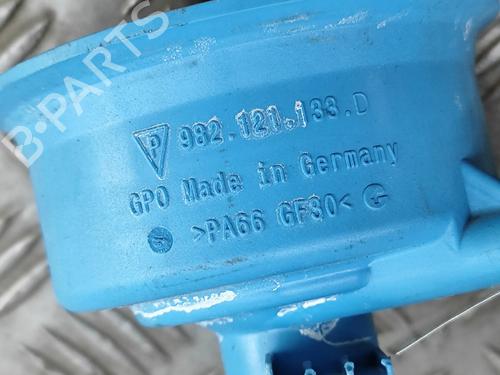 B-PARTS
P 982.121.133.D
GPO Made in Germany
>PA66 GF30< G